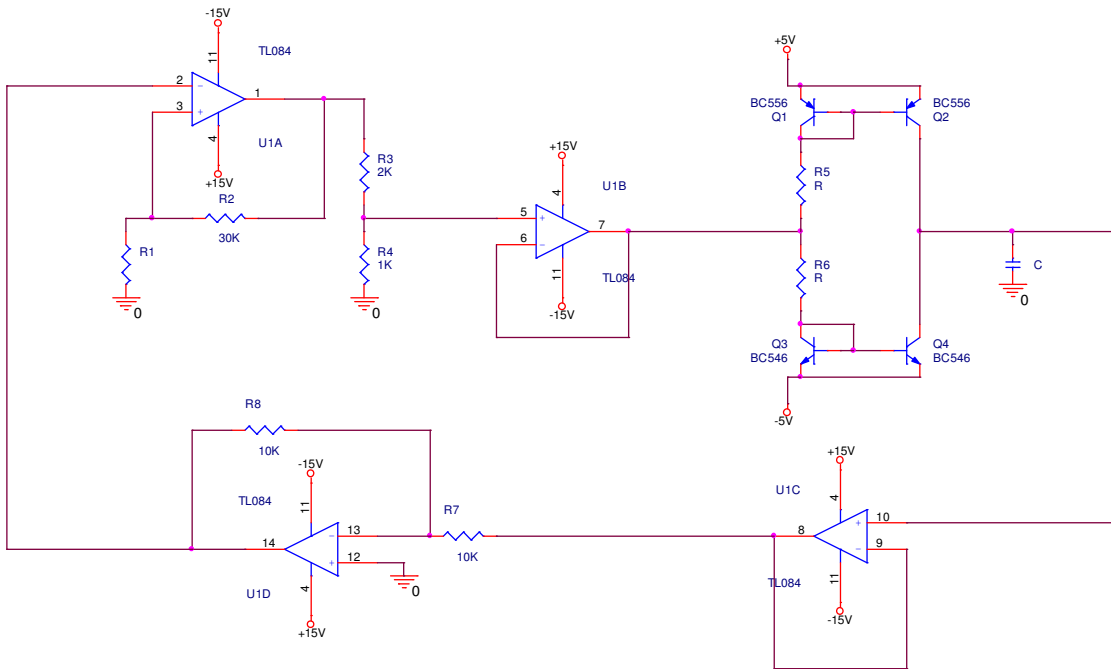 -15V
11
TL084
2
3
1
4
U1A
+15V
R2
30K
R1
0
R3
2K
R4
1K
0
+15V
4
U1B
5
6
7
11
TL084
-15V
+5V
BC556
Q1
BC556
Q2
R5
R
R6
R
C
0
Q3
BC546
Q4
BC546
-5V
R8
10K
-15V
11
TL084
13
12
14
4
U1D
+15V
0
R7
10K
+15V
4
U1C
10
9
8
11
TL084
-15V